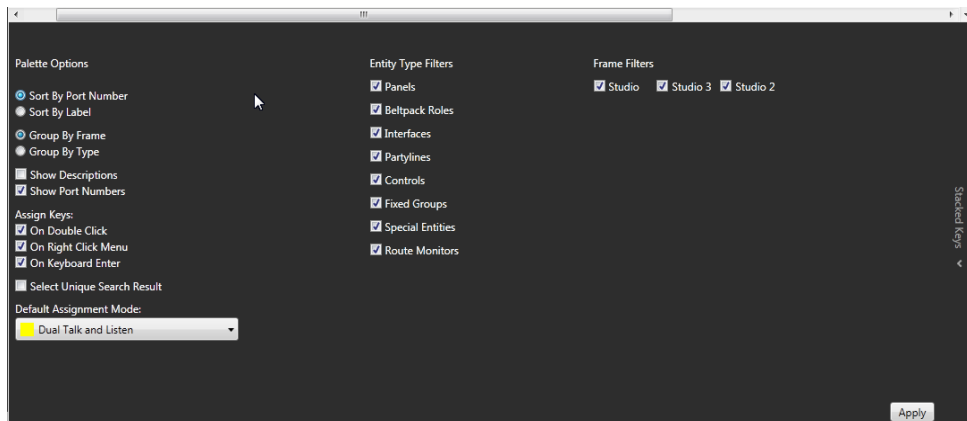 Palette Options
Sort By Port Number
Sort By Label
Group By Frame
Group By Type
Show Descriptions
Show Port Numbers
Assign Keys:
On Double Click
On Right Click Menu
On Keyboard Enter
Select Unique Search Result
Default Assignment Mode:
Dual Talk and Listen
Entity Type Filters
Panels
Beltpack Roles
Interfaces
Partylines
Controls
Fixed Groups
Special Entities
Route Monitors
Frame Filters
Studio Studio 3 Studio 2
Stacked Keys
Apply